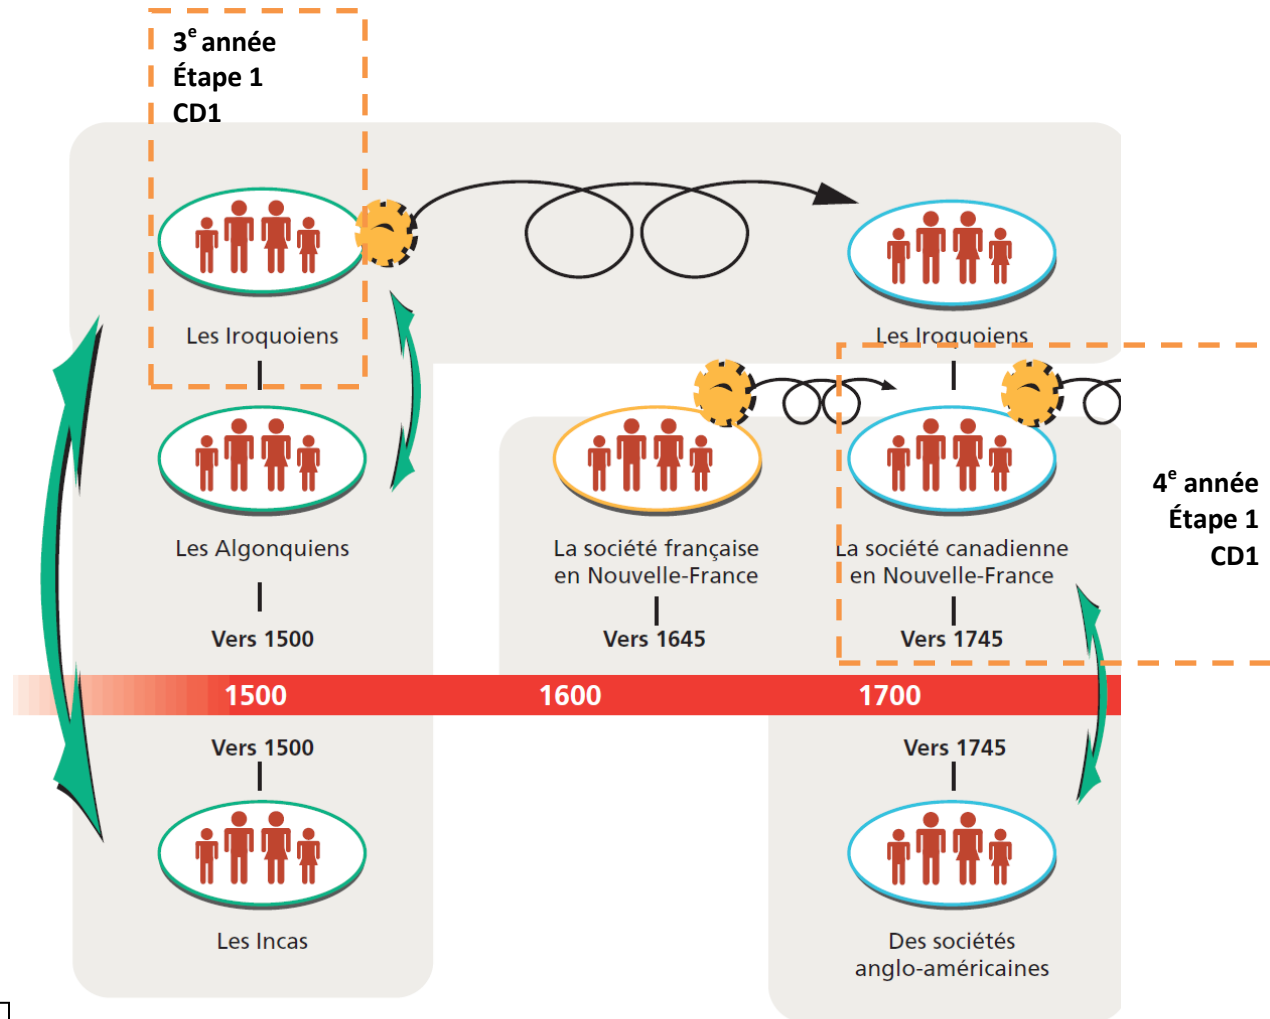 3e année
Étape 1
CD1
Les Iroquoiens
Les Iroquoiens
Les Algonquiens
La société française
en Nouvelle-France
La société canadienne
en Nouvelle-France
4e année
Étape 1
CD1
Vers 1500
Vers 1645
Vers 1745
1500
1600
1700
Vers 1500
Vers 1745
Les Incas
Des sociétés
anglo-américaines